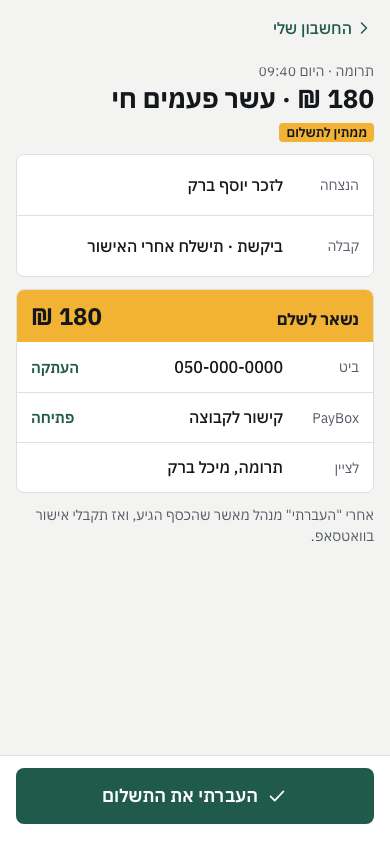 החשבון שלי
תרומה · היום 09:40
180 ₪ · עשר פעמים חי
ממתין לתשלום
הנצחה לזכר יוסף ברק
קבלה ביקשת · תישלח אחרי האישור
נשאר לשלם 180 ₪
ביט 050-000-0000 העתקה
PayBox קישור לקבוצה פתיחה
לציין תרומה, מיכל ברק
אחרי "העברתי" מנהל מאשר שהכסף הגיע, ואז תקבלי אישור
בוואטסאפ.
העברתי את התשלום